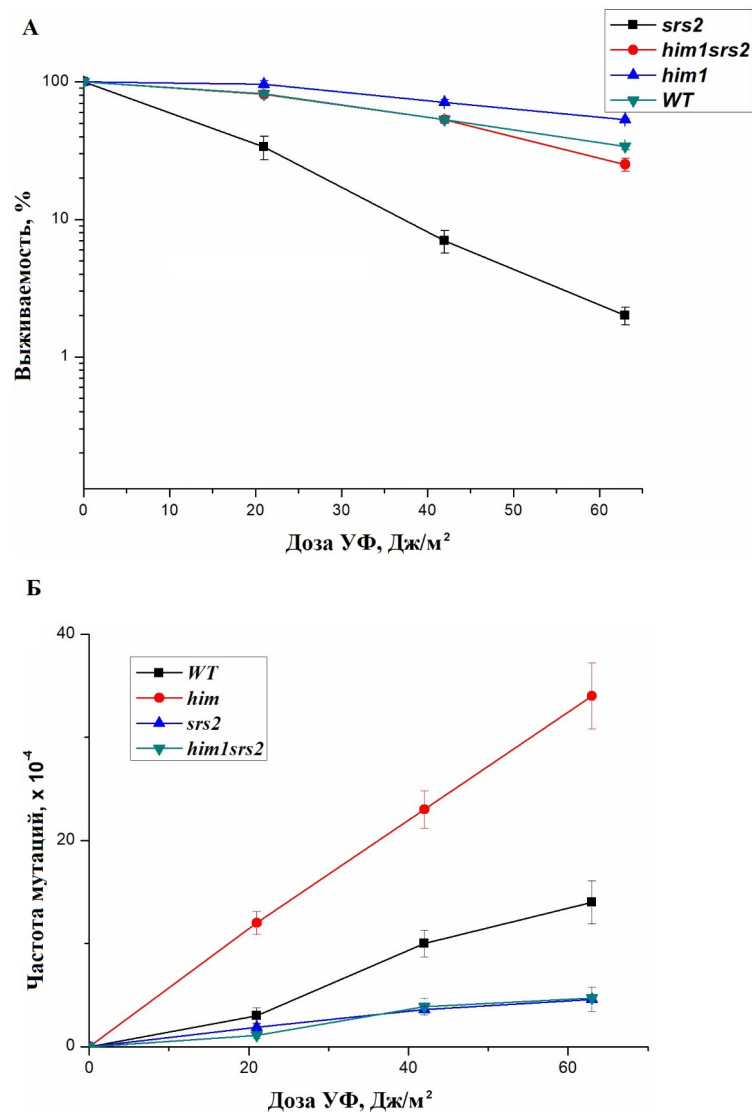 А
srs2
him1srs2
him1
WT
100
10
1
Выживаемость, %
0
10
20
30
40
50
60
Доза УФ, Дж/м²
Б
40
20
0
WT
him
srs2
him1srs2
Частота мутаций, x 10⁻⁴
0
20
40
60
Доза УФ, Дж/м²